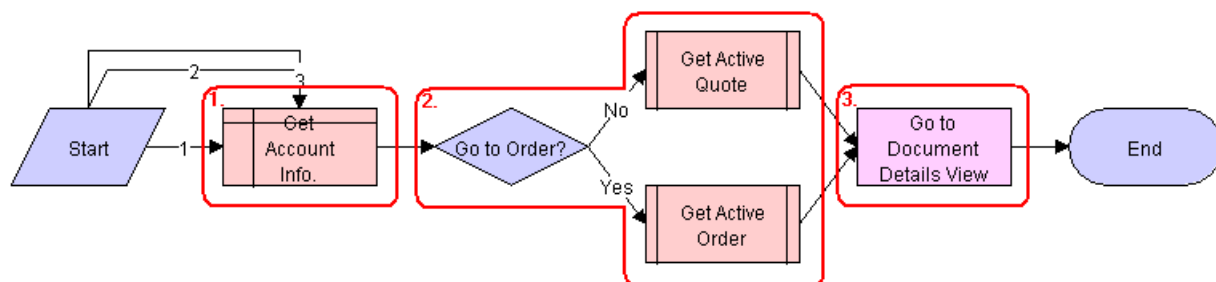 2
3
1.
Start
1
Get
Account
Info.
2.
Go to Order?
No
Yes
Get Active
Quote
Get Active
Order
3.
Go to
Document
Details View
End